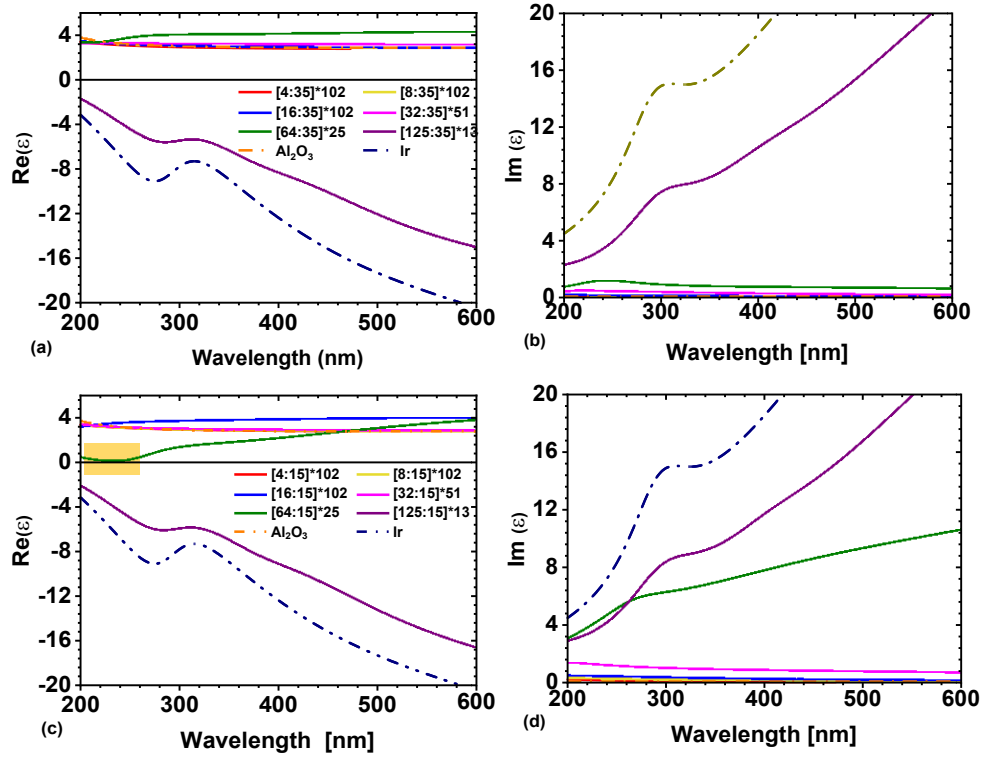 4
0
-4
-8
-12
-16
-20
Re(ε)
[4:35]*102 [8:35]*102
[16:35]*102 [32:35]*51
[64:35]*25 [125:35]*13
Al₂O₃ Ir
200 300 400 500 600
Wavelength (nm)
(a)
20
16
12
8
4
0
Im (ε)
200 300 400 500 600
Wavelength [nm]
(b)
4
0
-4
-8
-12
-16
-20
Re(ε)
[4:15]*102 [8:15]*102
[16:15]*102 [32:15]*51
[64:15]*25 [125:15]*13
Al₂O₃ Ir
200 300 400 500 600
Wavelength [nm]
(c)
20
16
12
8
4
0
Im (ε)
200 300 400 500 600
Wavelength [nm]
(d)